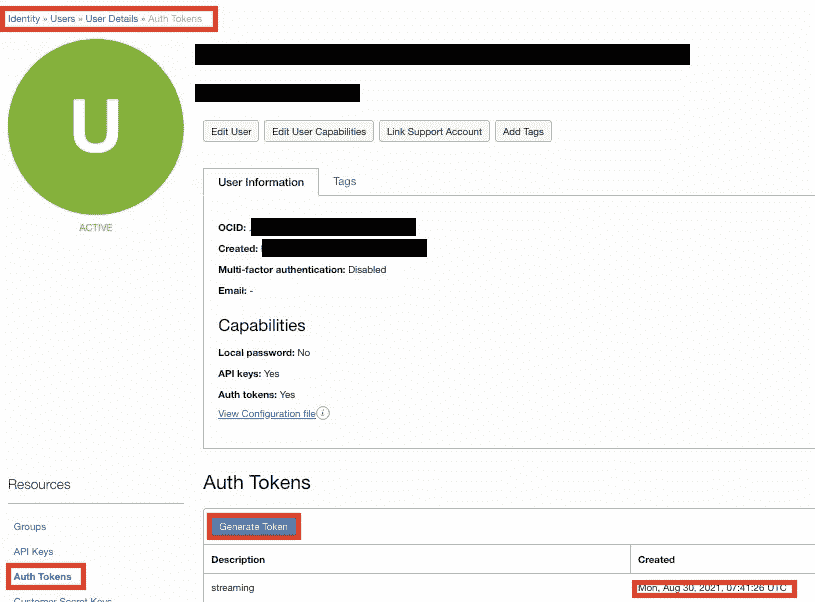 Identity » Users » User Details » Auth Tokens
U
ACTIVE
Edit User Edit User Capabilities Link Support Account Add Tags
User Information Tags
OCID:
Created:
Multi-factor authentication: Disabled
Email: -
Capabilities
Local password: No
API keys: Yes
Auth tokens: Yes
View Configuration file i
Resources
Groups
API Keys
Auth Tokens
Customer Secret Keys
Auth Tokens
Generate Token
Description Created
streaming Mon, Aug 30, 2021, 07:41:26 UTC